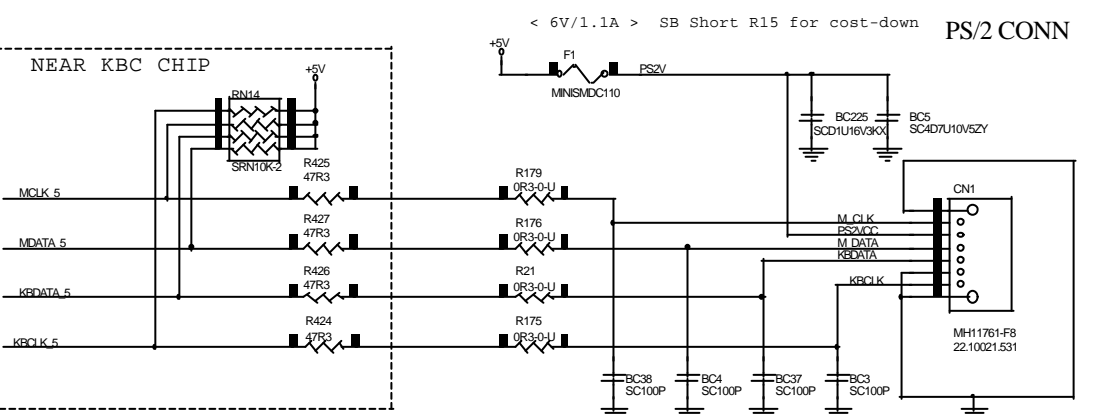 < 6V/1.1A > SB Short R15 for cost-down
PS/2 CONN
NEAR KBC CHIP
+5V
+5V
F1
PS2V
MINISMDC110
RN14
SRN10K-2
BC225
SCD1U16V3KX
BC5
SC4D7U10V5ZY
R425
47R3
R179
0R3-0-U
CN1
MCLK_5
M_CLK
R427
47R3
R176
0R3-0-U
PS2VCC
MDATA_5
M_DATA
KBDATA
R426
47R3
R21
0R3-0-U
KBCLK
KBDATA_5
R424
47R3
R175
0R3-0-U
KBCLK_5
MH11761-F8
22.10021.531
BC38
SC100P
BC4
SC100P
BC37
SC100P
BC3
SC100P